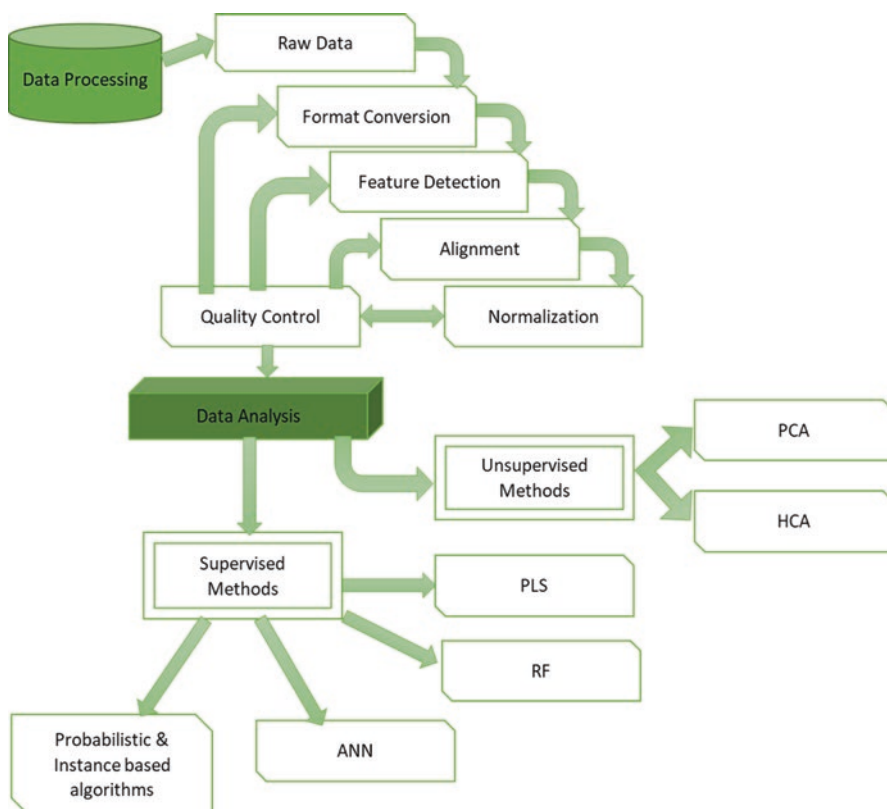 Raw Data
Data Processing
Format Conversion
Feature Detection
Alignment
Quality Control
Normalization
Data Analysis
PCA
Unsupervised
Methods
HCA
Supervised
Methods
PLS
RF
Probabilistic &
Instance based
algorithms
ANN